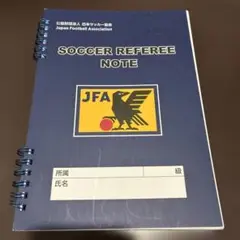 公益財団法人 日本サッカー協会
Japan Football Association
SOCCER REFEREE
NOTE
JFA
所属 級
氏名